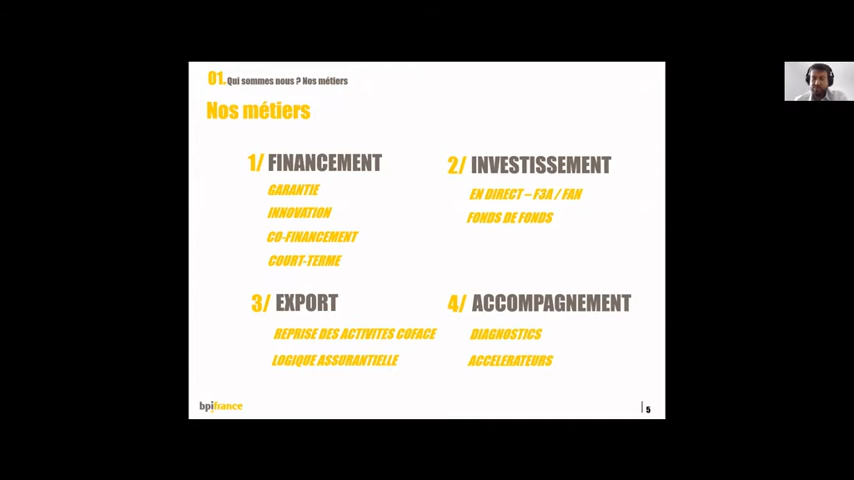 01. Qui sommes nous ? Nos métiers
Nos métiers
1/ FINANCEMENT
GARANTIE
INNOVATION
CO-FINANCEMENT
COURT-TERME
2/ INVESTISSEMENT
EN DIRECT – F3A / FAN
FONDS DE FONDS
3/ EXPORT
REPRISE DES ACTIVITES COFACE
LOGIQUE ASSURANTIELLE
4/ ACCOMPAGNEMENT
DIAGNOSTICS
ACCELERATEURS
bpifrance
5